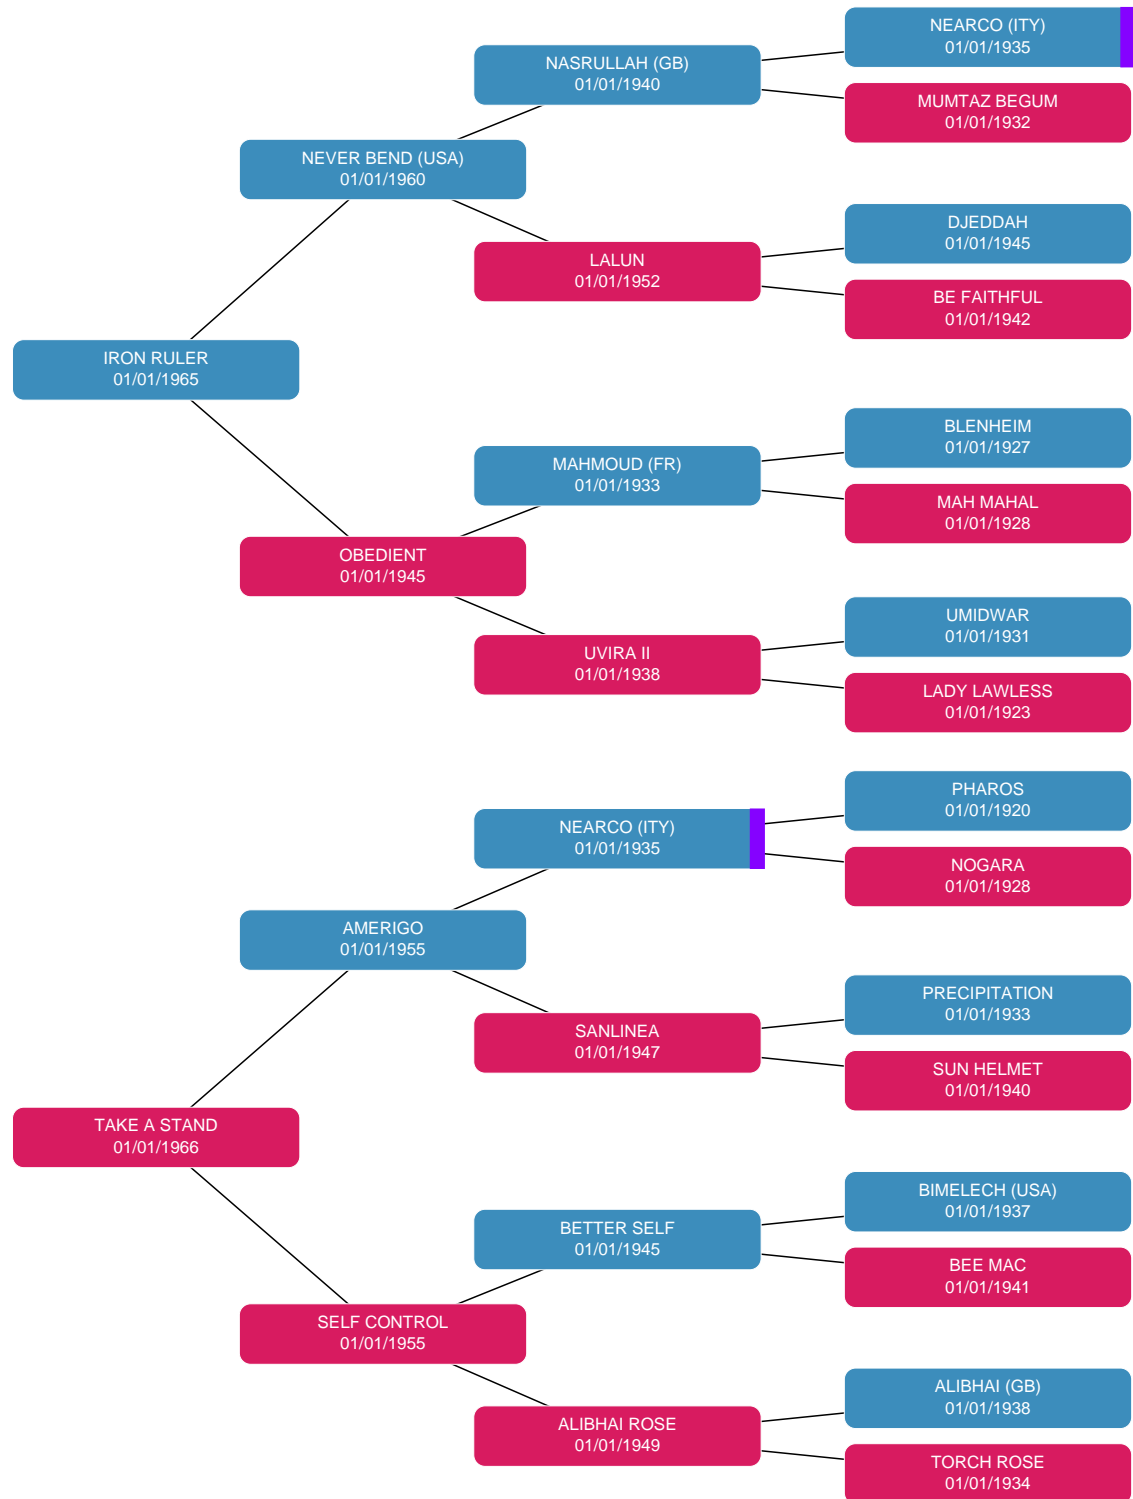 NEARCO (ITY)
01/01/1935
NASRULLAH (GB)
01/01/1940
MUMTAZ BEGUM
01/01/1932
NEVER BEND (USA)
01/01/1960
DJEDDAH
01/01/1945
LALUN
01/01/1952
BE FAITHFUL
01/01/1942
IRON RULER
01/01/1965
BLENHEIM
01/01/1927
MAHMOUD (FR)
01/01/1933
MAH MAHAL
01/01/1928
OBEDIENT
01/01/1945
UMIDWAR
01/01/1931
UVIRA II
01/01/1938
LADY LAWLESS
01/01/1923
PHAROS
01/01/1920
NEARCO (ITY)
01/01/1935
NOGARA
01/01/1928
AMERIGO
01/01/1955
PRECIPITATION
01/01/1933
SANLINEA
01/01/1947
SUN HELMET
01/01/1940
TAKE A STAND
01/01/1966
BIMELECH (USA)
01/01/1937
BETTER SELF
01/01/1945
BEE MAC
01/01/1941
SELF CONTROL
01/01/1955
ALIBHAI (GB)
01/01/1938
ALIBHAI ROSE
01/01/1949
TORCH ROSE
01/01/1934